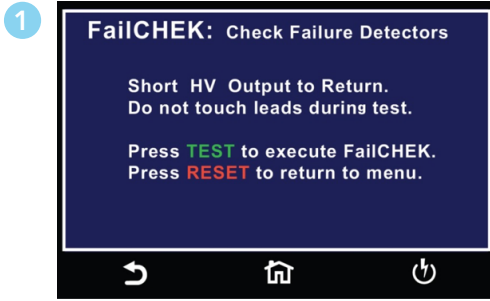 1
FailCHEK: Check Failure Detectors
Short HV Output to Return.
Do not touch leads during test.
Press TEST to execute FailCHEK.
Press RESET to return to menu.